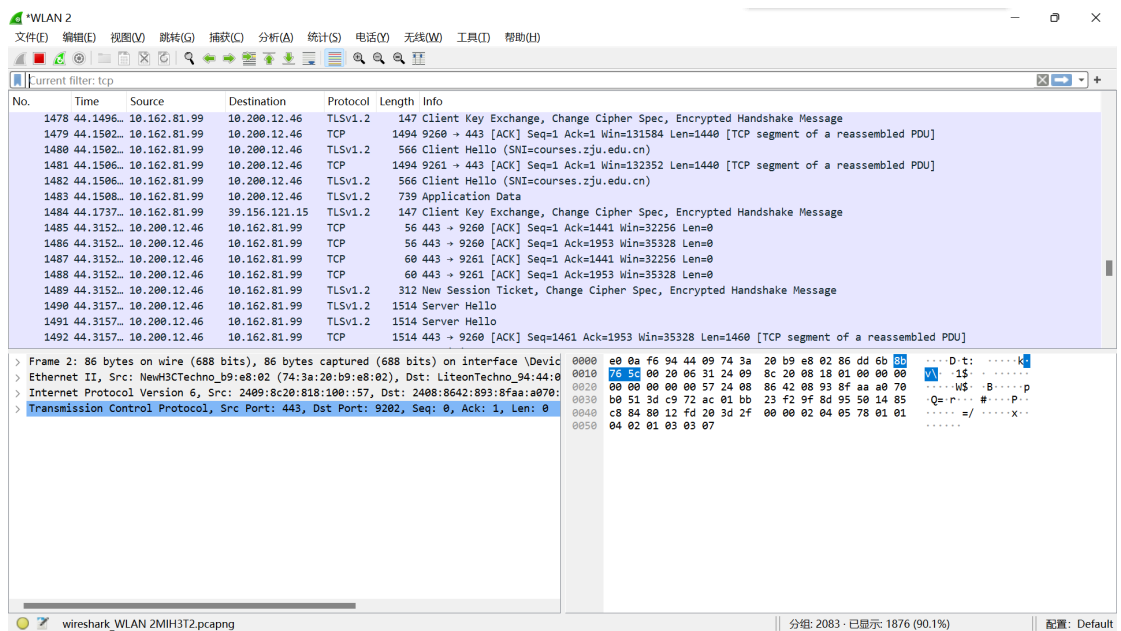 *WLAN 2
文件(F) 编辑(E) 视图(V) 跳转(G) 捕获(C) 分析(A) 统计(S) 电话(Y) 无线(W) 工具(T) 帮助(H)
Current filter: tcp
No. Time Source Destination Protocol Length Info
1478 44.1496… 10.162.81.99 10.200.12.46 TLSv1.2 147 Client Key Exchange, Change Cipher Spec, Encrypted Handshake Message
1479 44.1502… 10.162.81.99 10.200.12.46 TCP 1494 9260 → 443 [ACK] Seq=1 Ack=1 Win=131584 Len=1440 [TCP segment of a reassembled PDU]
1480 44.1502… 10.162.81.99 10.200.12.46 TLSv1.2 566 Client Hello (SNI=courses.zju.edu.cn)
1481 44.1506… 10.162.81.99 10.200.12.46 TCP 1494 9261 → 443 [ACK] Seq=1 Ack=1 Win=132352 Len=1440 [TCP segment of a reassembled PDU]
1482 44.1506… 10.162.81.99 10.200.12.46 TLSv1.2 566 Client Hello (SNI=courses.zju.edu.cn)
1483 44.1508… 10.162.81.99 10.200.12.46 TLSv1.2 739 Application Data
1484 44.1737… 10.162.81.99 39.156.121.15 TLSv1.2 147 Client Key Exchange, Change Cipher Spec, Encrypted Handshake Message
1485 44.3152… 10.200.12.46 10.162.81.99 TCP 56 443 → 9260 [ACK] Seq=1 Ack=1441 Win=32256 Len=0
1486 44.3152… 10.200.12.46 10.162.81.99 TCP 56 443 → 9260 [ACK] Seq=1 Ack=1953 Win=35328 Len=0
1487 44.3152… 10.200.12.46 10.162.81.99 TCP 60 443 → 9261 [ACK] Seq=1 Ack=1441 Win=32256 Len=0
1488 44.3152… 10.200.12.46 10.162.81.99 TCP 60 443 → 9261 [ACK] Seq=1 Ack=1953 Win=35328 Len=0
1489 44.3152… 10.200.12.46 10.162.81.99 TLSv1.2 312 New Session Ticket, Change Cipher Spec, Encrypted Handshake Message
1490 44.3157… 10.200.12.46 10.162.81.99 TLSv1.2 1514 Server Hello
1491 44.3157… 10.200.12.46 10.162.81.99 TLSv1.2 1514 Server Hello
1492 44.3157… 10.200.12.46 10.162.81.99 TCP 1514 443 → 9260 [ACK] Seq=1461 Ack=1953 Win=35328 Len=1460 [TCP segment of a reassembled PDU]
Frame 2: 86 bytes on wire (688 bits), 86 bytes captured (688 bits) on interface \Devic
Ethernet II, Src: NewH3CTechno_b9:e8:02 (74:3a:20:b9:e8:02), Dst: LiteonTechno_94:44:0
Internet Protocol Version 6, Src: 2409:8c20:818:100::57, Dst: 2408:8642:893:8faa:a070:
Transmission Control Protocol, Src Port: 443, Dst Port: 9202, Seq: 0, Ack: 1, Len: 0
0000 e0 0a f6 94 44 09 74 3a 20 b9 e8 02 86 dd 6b 8b ····D·t: ·····k·
0010 76 5c 00 20 06 31 24 09 8c 20 08 18 01 00 00 00 v\· ·1$· · ······
0020 00 00 00 00 00 57 24 08 86 42 08 93 8f aa a0 70 ·····W$· ·B·····p
0030 b0 51 3d c9 72 ac 01 bb 23 f2 9f 8d 95 50 14 85 ·Q=·r··· #····P··
0040 c8 84 80 12 fd 20 3d 2f 00 00 02 04 05 78 01 01 ····· =/ ·····x··
0050 04 02 01 03 03 07 ······
wireshark_WLAN 2MIH3T2.pcapng 分组: 2083 · 已显示: 1876 (90.1%) 配置: Default